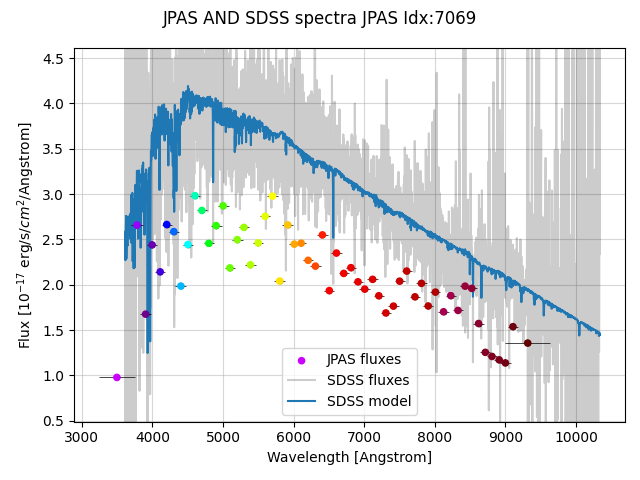 JPAS AND SDSS spectra JPAS Idx:7069
Flux [10⁻¹⁷ erg/s/cm²/Angstrom]
4.5
4.0
3.5
3.0
2.5
2.0
1.5
1.0
0.5
JPAS fluxes
SDSS fluxes
SDSS model
3000 4000 5000 6000 7000 8000 9000 10000
Wavelength [Angstrom]